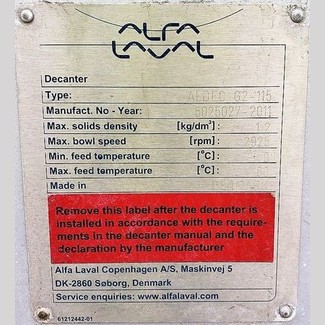 ALFA
LAVAL
Decanter
Type: ALDEC G2-115
Manufact. No - Year:
Max. solids density [kg/dm³]:
Max. bowl speed [rpm]
Min. feed temperature [°C]:
Max. feed temperature [°C]:
Made in
Remove this label after the decanter is
installed in accordance with the require-
ments in the decanter manual and the
declaration by the manufacturer
Alfa Laval Copenhagen A/S, Maskinvej 5
DK-2860 Søborg, Denmark
Service enquiries: www.alfalaval.com
61212442-01